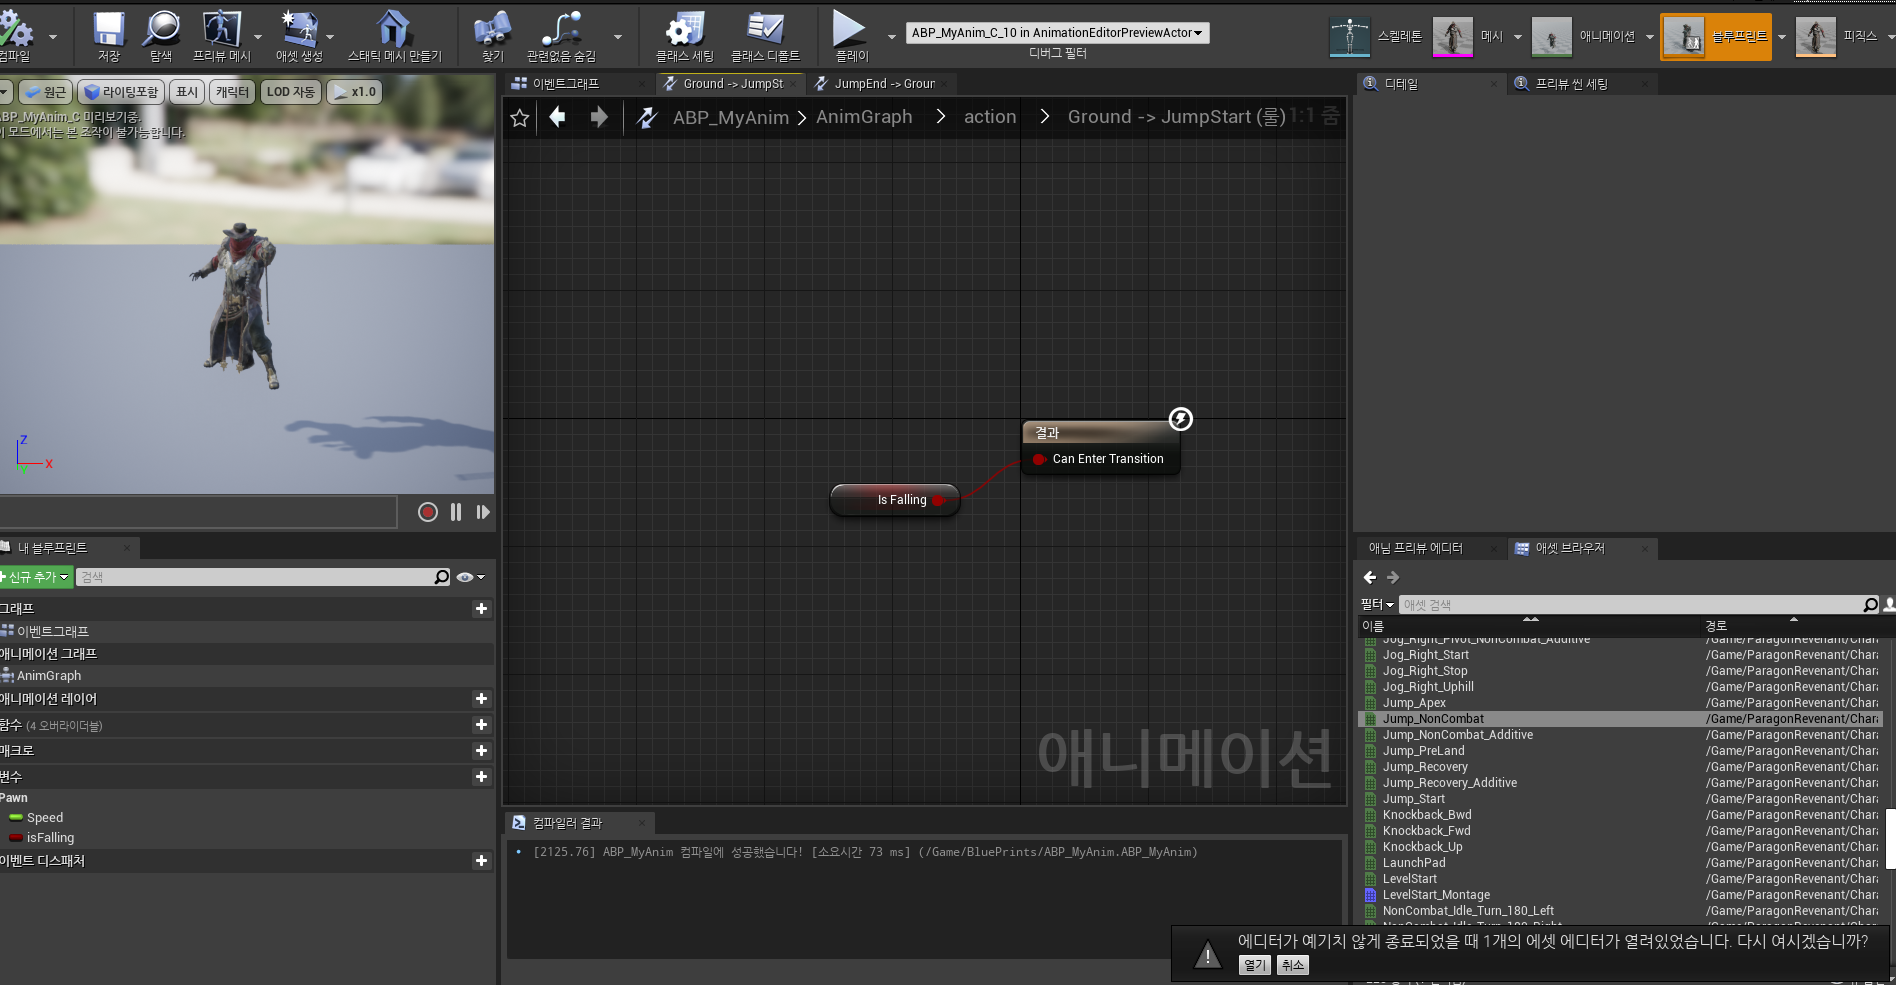 컴파일
저장
탐색
프리뷰 메시
애셋 생성
스태틱 메시 만들기
찾기
관련없음 숨김
클래스 세팅
클래스 디폴트
플레이
ABP_MyAnim_C_10 in AnimationEditorPreviewActor
디버그 필터
스켈레톤
메시
애니메이션
블루프린트
피직스
원근
라이팅포함
표시
캐릭터
LOD 자동
x1.0
ABP_MyAnim_C 미리보기중.
이 모드에서는 본 조작이 불가능합니다.
Z
X
Y
이벤트그래프
Ground -> JumpSt
JumpEnd -> Groun
ABP_MyAnim > AnimGraph > action > Ground -> JumpStart (룰)
1:1 줌
결과
Can Enter Transition
Is Falling
애니메이션
내 블루프린트
신규 추가
검색
그래프
이벤트그래프
애니메이션 그래프
AnimGraph
애니메이션 레이어
함수 (4 오버라이더블)
매크로
변수
Pawn
Speed
isFalling
이벤트 디스패처
컴파일러 결과
[2125.76] ABP_MyAnim 컴파일에 성공했습니다! [소요시간 73 ms] (/Game/BluePrints/ABP_MyAnim.ABP_MyAnim)
디테일
프리뷰 씬 세팅
애님 프리뷰 에디터
애셋 브라우저
필터
애셋 검색
이름 경로
Jog_Right_Pivot_NonCombat_Additive /Game/ParagonRevenant/Chara
Jog_Right_Start /Game/ParagonRevenant/Chara
Jog_Right_Stop /Game/ParagonRevenant/Chara
Jog_Right_Uphill /Game/ParagonRevenant/Chara
Jump_Apex /Game/ParagonRevenant/Chara
Jump_NonCombat /Game/ParagonRevenant/Chara
Jump_NonCombat_Additive /Game/ParagonRevenant/Chara
Jump_PreLand /Game/ParagonRevenant/Chara
Jump_Recovery /Game/ParagonRevenant/Chara
Jump_Recovery_Additive /Game/ParagonRevenant/Chara
Jump_Start /Game/ParagonRevenant/Chara
Knockback_Bwd /Game/ParagonRevenant/Chara
Knockback_Fwd /Game/ParagonRevenant/Chara
Knockback_Up /Game/ParagonRevenant/Chara
LaunchPad /Game/ParagonRevenant/Chara
LevelStart /Game/ParagonRevenant/Chara
LevelStart_Montage /Game/ParagonRevenant/Chara
NonCombat_Idle_Turn_180_Left /Game/ParagonRevenant/Chara
에디터가 예기치 않게 종료되었을 때 1개의 에셋 에디터가 열려있었습니다. 다시 여시겠습니까?
열기
취소